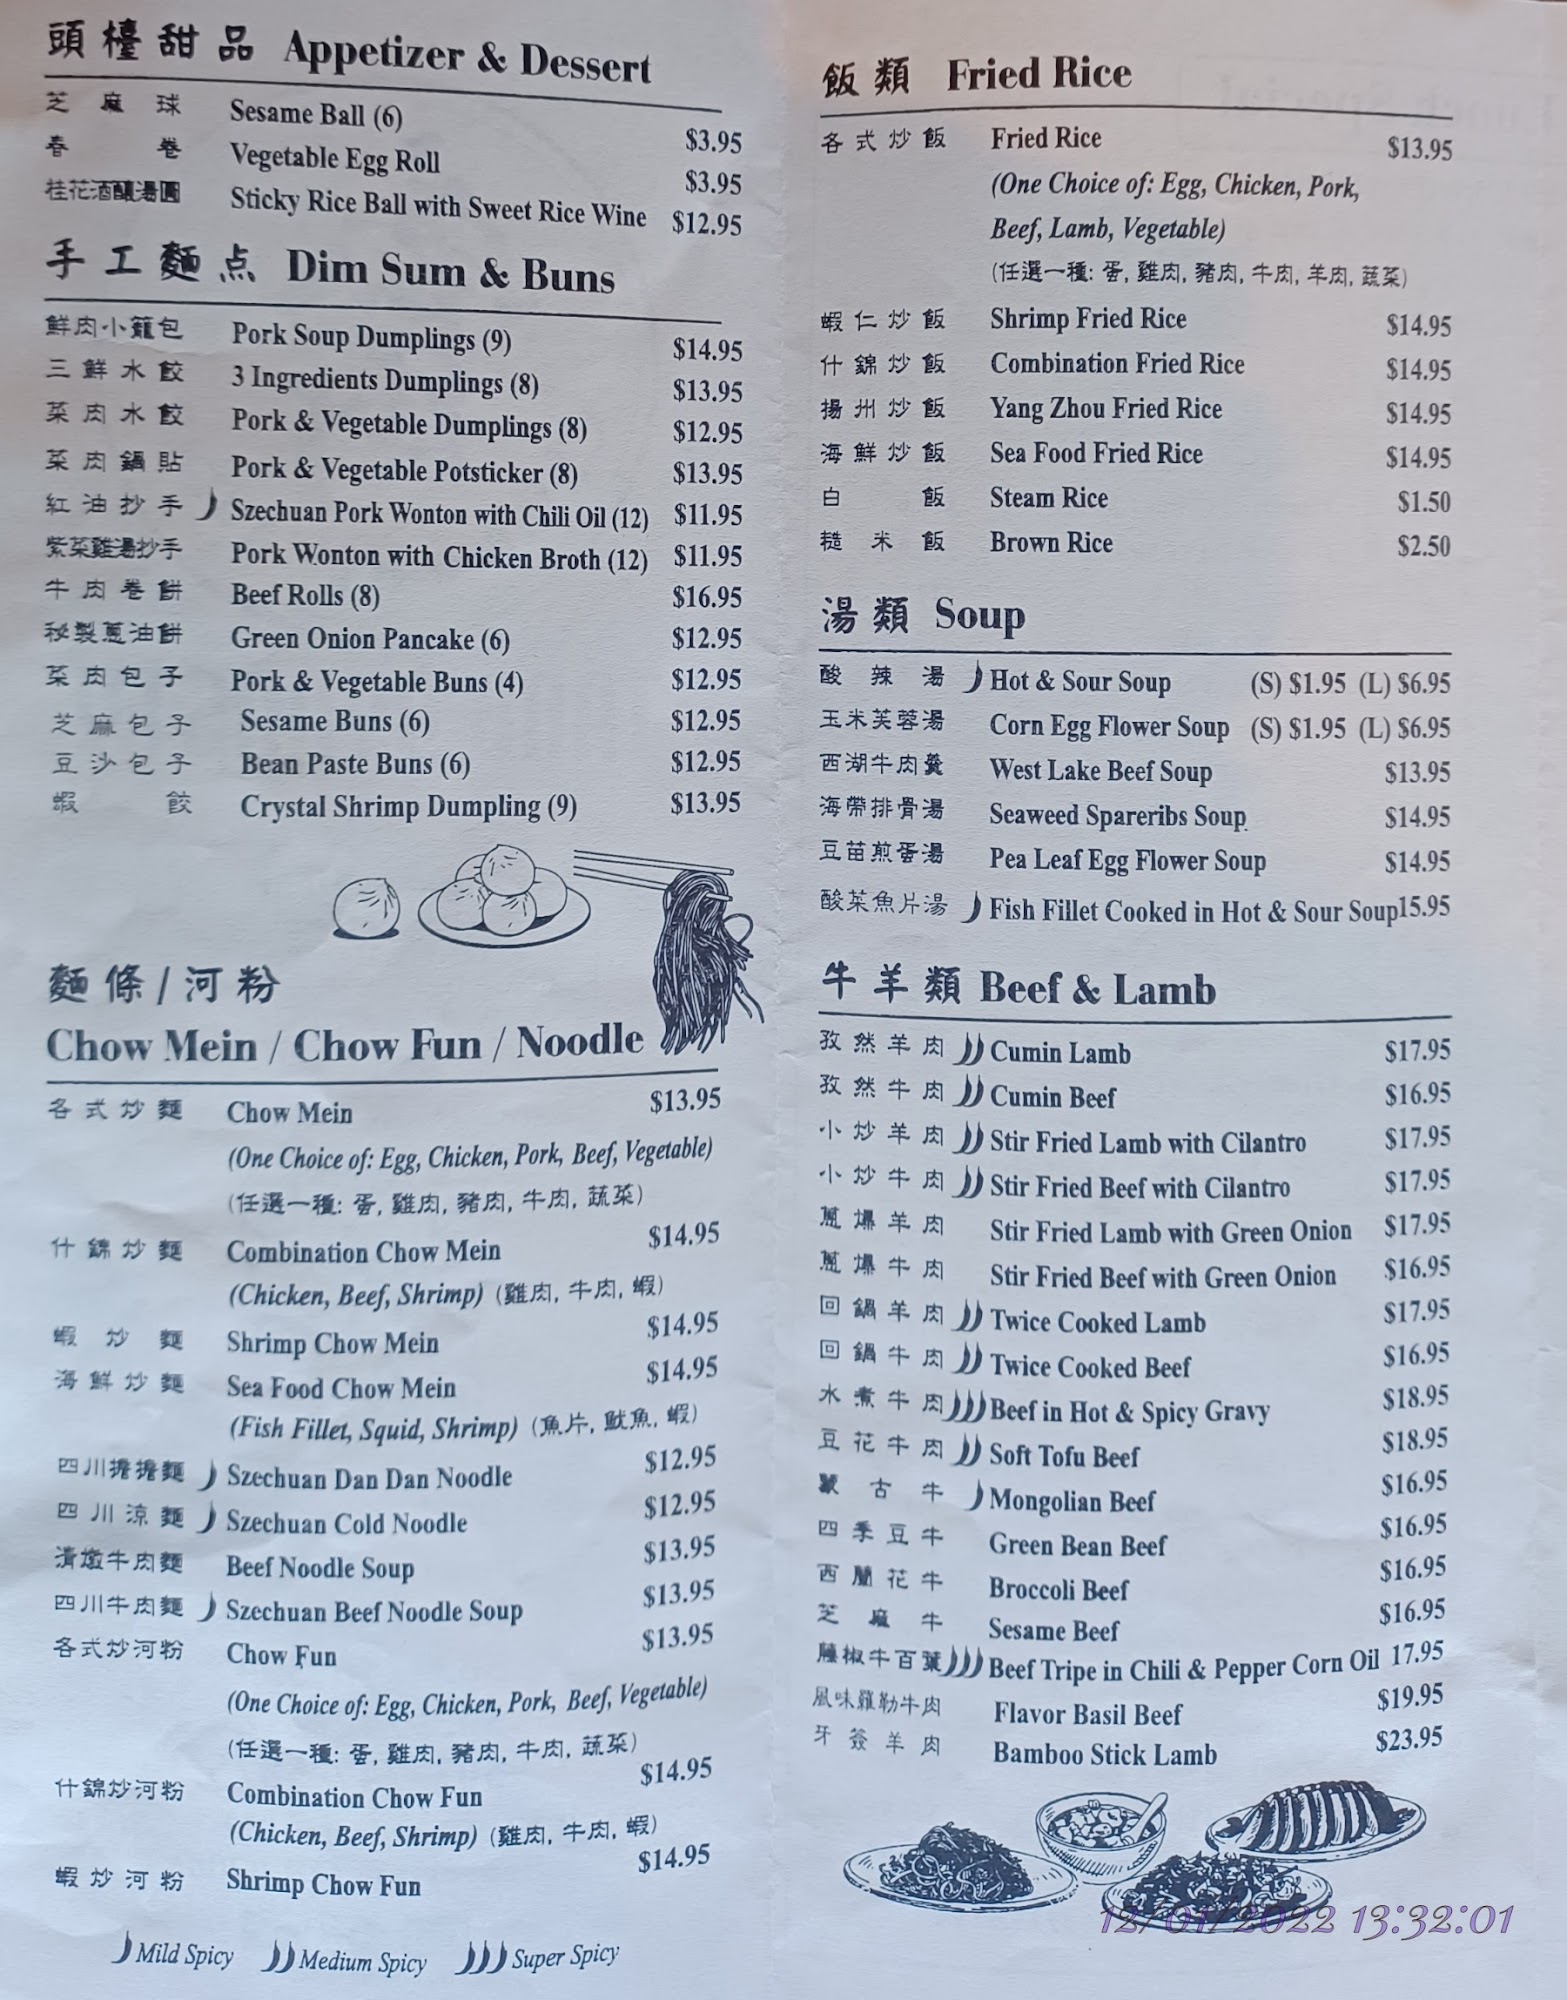 頭檯甜品 Appetizer & Dessert
芝麻球 Sesame Ball (6) $3.95
春卷 Vegetable Egg Roll $3.95
桂花酒釀湯圓 Sticky Rice Ball with Sweet Rice Wine $12.95
手工麵点 Dim Sum & Buns
鮮肉小籠包 Pork Soup Dumplings (9) $14.95
三鮮水餃 3 Ingredients Dumplings (8) $13.95
菜肉水餃 Pork & Vegetable Dumplings (8) $12.95
菜肉鍋貼 Pork & Vegetable Potsticker (8) $13.95
紅油抄手 Szechuan Pork Wonton with Chili Oil (12) $11.95
紫菜雞湯抄手 Pork Wonton with Chicken Broth (12) $11.95
牛肉卷餅 Beef Rolls (8) $16.95
秘製蔥油餅 Green Onion Pancake (6) $12.95
菜肉包子 Pork & Vegetable Buns (4) $12.95
芝麻包子 Sesame Buns (6) $12.95
豆沙包子 Bean Paste Buns (6) $12.95
蝦餃 Crystal Shrimp Dumpling (9) $13.95
麵條/河粉
Chow Mein / Chow Fun / Noodle
各式炒麵 Chow Mein $13.95
(One Choice of: Egg, Chicken, Pork, Beef, Vegetable)
(任選一種: 蛋, 雞肉, 豬肉, 牛肉, 蔬菜)
什錦炒麵 Combination Chow Mein $14.95
(Chicken, Beef, Shrimp) (雞肉, 牛肉, 蝦)
蝦炒麵 Shrimp Chow Mein $14.95
海鮮炒麵 Sea Food Chow Mein $14.95
(Fish Fillet, Squid, Shrimp) (魚片, 魷魚, 蝦)
四川擔擔麵 Szechuan Dan Dan Noodle $12.95
四川涼麵 Szechuan Cold Noodle $12.95
清燉牛肉麵 Beef Noodle Soup $13.95
四川牛肉麵 Szechuan Beef Noodle Soup $13.95
各式炒河粉 Chow Fun $13.95
(One Choice of: Egg, Chicken, Pork, Beef, Vegetable)
(任選一種: 蛋, 雞肉, 豬肉, 牛肉, 蔬菜)
什錦炒河粉 Combination Chow Fun $14.95
(Chicken, Beef, Shrimp) (雞肉, 牛肉, 蝦)
蝦炒河粉 Shrimp Chow Fun $14.95
Mild Spicy Medium Spicy Super Spicy
飯類 Fried Rice
各式炒飯 Fried Rice $13.95
(One Choice of: Egg, Chicken, Pork,
Beef, Lamb, Vegetable)
(任選一種: 蛋, 雞肉, 豬肉, 牛肉, 羊肉, 蔬菜)
蝦仁炒飯 Shrimp Fried Rice $14.95
什錦炒飯 Combination Fried Rice $14.95
揚州炒飯 Yang Zhou Fried Rice $14.95
海鮮炒飯 Sea Food Fried Rice $14.95
白飯 Steam Rice $1.50
糙米飯 Brown Rice $2.50
湯類 Soup
酸辣湯 Hot & Sour Soup (S) $1.95 (L) $6.95
玉米芙蓉湯 Corn Egg Flower Soup (S) $1.95 (L) $6.95
西湖牛肉羹 West Lake Beef Soup $13.95
海帶排骨湯 Seaweed Spareribs Soup $14.95
豆苗煎蛋湯 Pea Leaf Egg Flower Soup $14.95
酸菜魚片湯 Fish Fillet Cooked in Hot & Sour Soup 15.95
牛羊類 Beef & Lamb
孜然羊肉 Cumin Lamb $17.95
孜然牛肉 Cumin Beef $16.95
小炒羊肉 Stir Fried Lamb with Cilantro $17.95
小炒牛肉 Stir Fried Beef with Cilantro $17.95
蔥爆羊肉 Stir Fried Lamb with Green Onion $17.95
蔥爆牛肉 Stir Fried Beef with Green Onion $16.95
回鍋羊肉 Twice Cooked Lamb $17.95
回鍋牛肉 Twice Cooked Beef $16.95
水煮牛肉 Beef in Hot & Spicy Gravy $18.95
豆花牛肉 Soft Tofu Beef $18.95
蒙古牛 Mongolian Beef $16.95
四季豆牛 Green Bean Beef $16.95
西蘭花牛 Broccoli Beef $16.95
芝麻牛 Sesame Beef $16.95
藤椒牛百葉 Beef Tripe in Chili & Pepper Corn Oil 17.95
風味羅勒牛肉 Flavor Basil Beef $19.95
牙簽羊肉 Bamboo Stick Lamb $23.95
12/01/2022 13:32:01